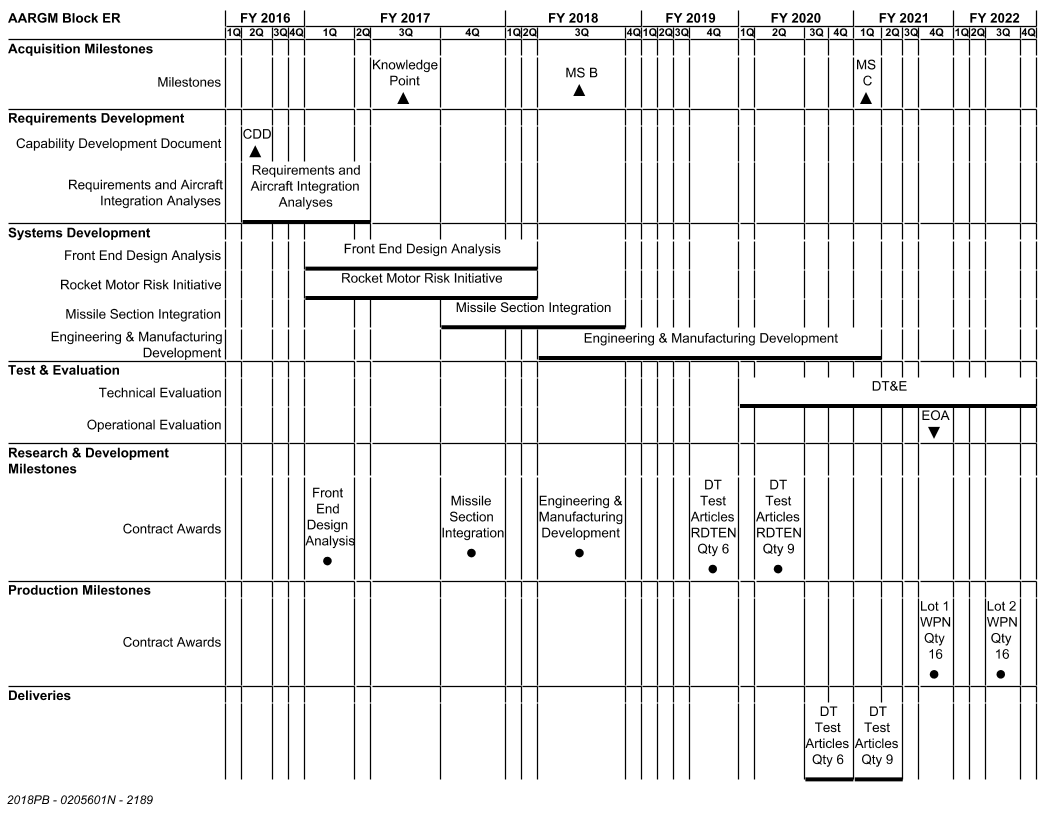 AARGM Block ER FY 2016 FY 2017 FY 2018 FY 2019 FY 2020 FY 2021 FY 2022
1Q 2Q 3Q 4Q 1Q 2Q 3Q 4Q 1Q 2Q 3Q 4Q 1Q 2Q 3Q 4Q 1Q 2Q 3Q 4Q 1Q 2Q 3Q 4Q 1Q 2Q 3Q 4Q
Acquisition Milestones
Milestones
Knowledge
Point
MS B
MS
C
Requirements Development
Capability Development Document
CDD
Requirements and Aircraft
Integration Analyses
Requirements and
Aircraft Integration
Analyses
Systems Development
Front End Design Analysis
Front End Design Analysis
Rocket Motor Risk Initiative
Rocket Motor Risk Initiative
Missile Section Integration
Missile Section Integration
Engineering & Manufacturing
Development
Engineering & Manufacturing Development
Test & Evaluation
Technical Evaluation
DT&E
Operational Evaluation
EOA
Research & Development
Milestones
Contract Awards
Front
End
Design
Analysis
Missile
Section
Integration
Engineering &
Manufacturing
Development
DT
Test
Articles
RDTEN
Qty 6
DT
Test
Articles
RDTEN
Qty 9
Production Milestones
Contract Awards
Lot 1
WPN
Qty
16
Lot 2
WPN
Qty
16
Deliveries
DT
Test
Articles
Qty 6
DT
Test
Articles
Qty 9
2018PB - 0205601N - 2189